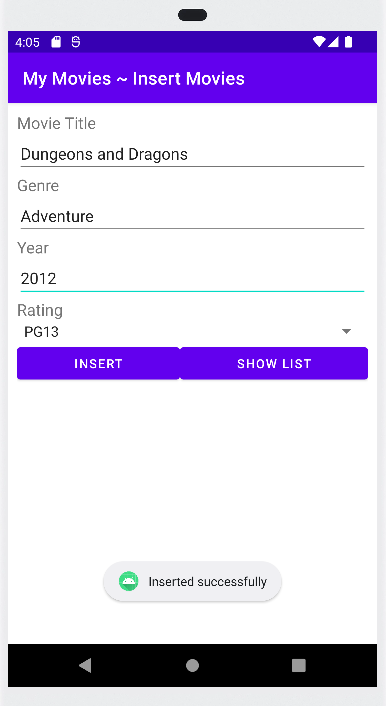 4:05
My Movies ~ Insert Movies
Movie Title
Dungeons and Dragons
Genre
Adventure
Year
2012
Rating
PG13
INSERT SHOW LIST
Inserted successfully